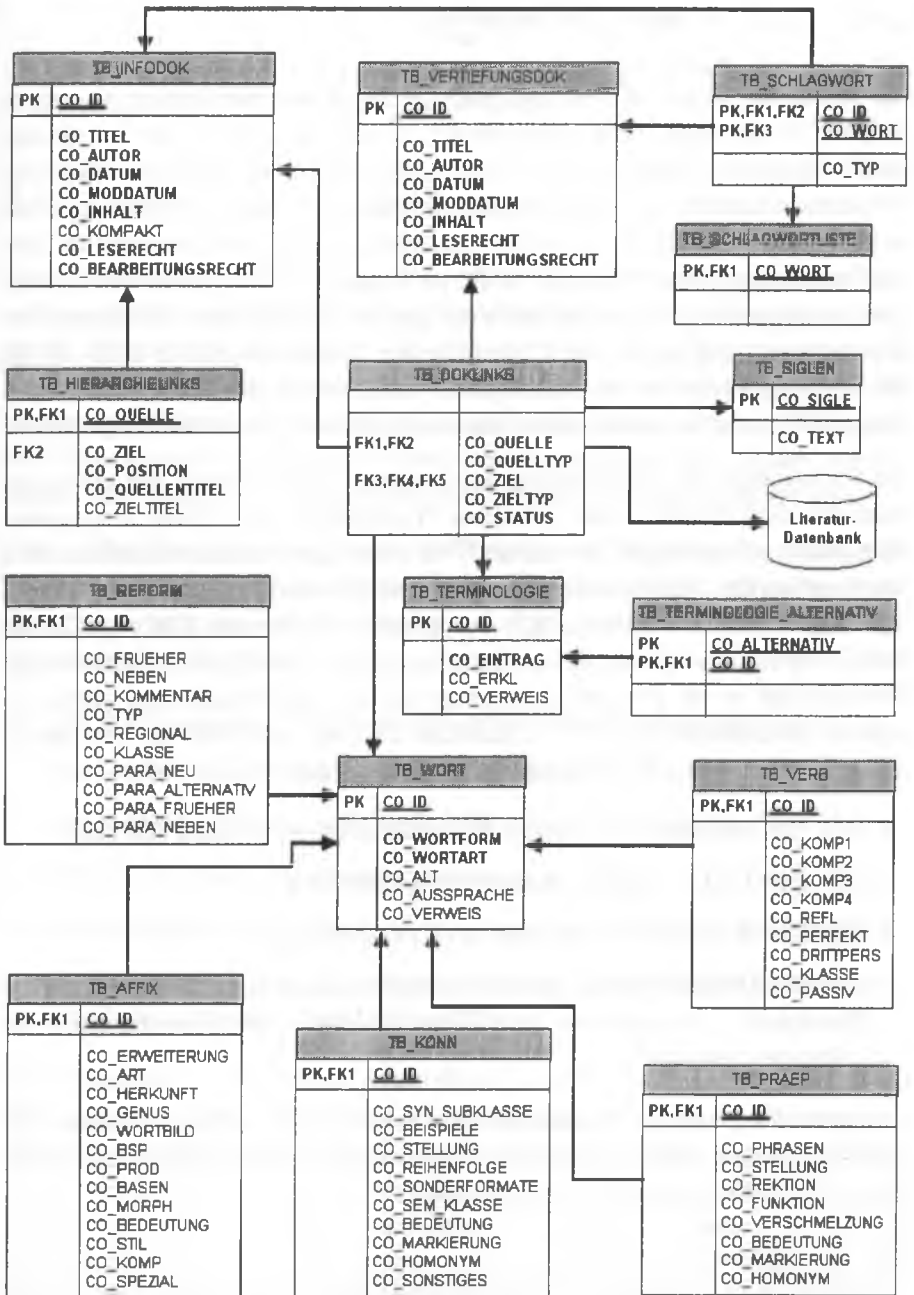 TB_INFODOK
PK CO_ID
CO_TITEL
CO_AUTOR
CO_DATUM
CO_MODDATUM
CO_INHALT
CO_KOMPAKT
CO_LESERECHT
CO_BEARBEITUNGSRECHT
TB_VERTIEFUNGSDOK
PK CO_ID
CO_TITEL
CO_AUTOR
CO_DATUM
CO_MODDATUM
CO_INHALT
CO_LESERECHT
CO_BEARBEITUNGSRECHT
TB_SCHLAGWORT
PK,FK1,FK2 CO_ID
PK,FK3 CO_WORT
CO_TYP
TB_SCHLAGWORTLISTE
PK,FK1 CO_WORT
TB_HIERARCHIELINKS
PK,FK1 CO_QUELLE
FK2 CO_ZIEL
CO_POSITION
CO_QUELLENTITEL
CO_ZIELTITEL
TB_DOKLINKS
FK1,FK2 CO_QUELLE
CO_QUELLTYP
FK3,FK4,FK5 CO_ZIEL
CO_ZIELTYP
CO_STATUS
TB_SIGLEN
PK CO_SIGLE
CO_TEXT
Literatur-
Datenbank
TB_REFORM
PK,FK1 CO_ID
CO_FRUEHER
CO_NEBEN
CO_KOMMENTAR
CO_TYP
CO_REGIONAL
CO_KLASSE
CO_PARA_NEU
CO_PARA_ALTERNATIV
CO_PARA_FRUEHER
CO_PARA_NEBEN
TB_TERMINOLOGIE
PK CO_ID
CO_EINTRAG
CO_ERKL
CO_VERWEIS
TB_TERMINOLOGIE_ALTERNATIV
PK CO_ALTERNATIV
PK,FK1 CO_ID
TB_WORT
PK CO_ID
CO_WORTFORM
CO_WORTART
CO_ALT
CO_AUSSPRACHE
CO_VERWEIS
TB_VERB
PK,FK1 CO_ID
CO_KOMP1
CO_KOMP2
CO_KOMP3
CO_KOMP4
CO_REFL
CO_PERFEKT
CO_DRITTPERS
CO_KLASSE
CO_PASSIV
TB_AFFIX
PK,FK1 CO_ID
CO_ERWEITERUNG
CO_ART
CO_HERKUNFT
CO_GENUS
CO_WORTBILD
CO_BSP
CO_PROD
CO_BASEN
CO_MORPH
CO_BEDEUTUNG
CO_STIL
CO_KOMP
CO_SPEZIAL
TB_KONN
PK,FK1 CO_ID
CO_SYN_SUBKLASSE
CO_BEISPIELE
CO_STELLUNG
CO_REIHENFOLGE
CO_SONDERFORMATE
CO_SEM_KLASSE
CO_BEDEUTUNG
CO_MARKIERUNG
CO_HOMONYM
CO_SONSTIGES
TB_PRAEP
PK,FK1 CO_ID
CO_PHRASEN
CO_STELLUNG
CO_REKTION
CO_FUNKTION
CO_VERSCHMELZUNG
CO_BEDEUTUNG
CO_MARKIERUNG
CO_HOMONYM